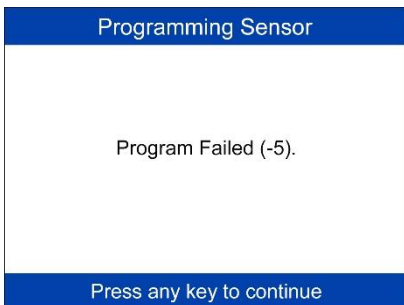 Programming Sensor
Program Failed (-5).
Press any key to continue